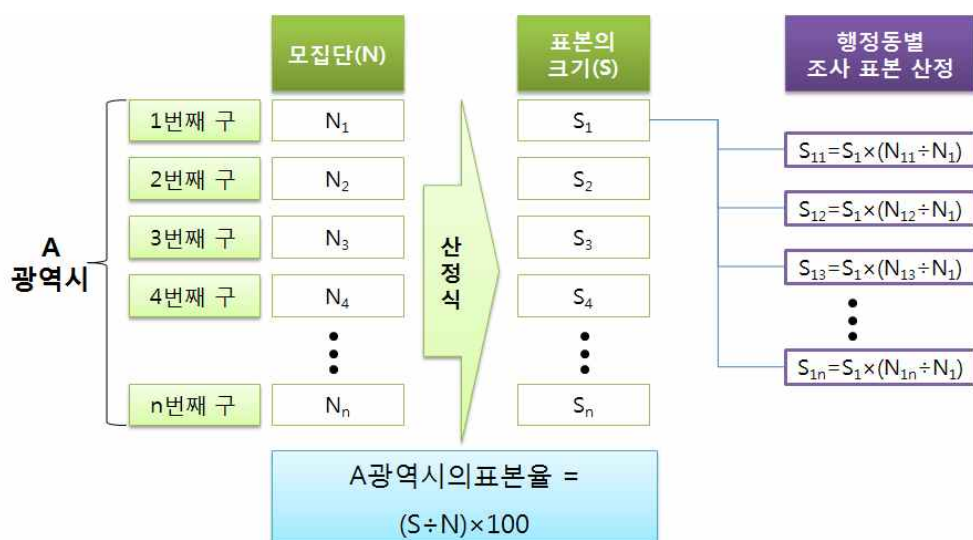 모집단(N)
표본의
크기(S)
행정동별
조사 표본 산정
A
광역시
1번째 구
N₁
S₁
2번째 구
N₂
S₂
3번째 구
N₃
S₃
4번째 구
N₄
S₄
n번째 구
Nₙ
Sₙ
산
정
식
S₁₁=S₁×(N₁₁÷N₁)
S₁₂=S₁×(N₁₂÷N₁)
S₁₃=S₁×(N₁₃÷N₁)
S₁ₙ=S₁×(N₁ₙ÷N₁)
A광역시의표본율 =
(S÷N)×100